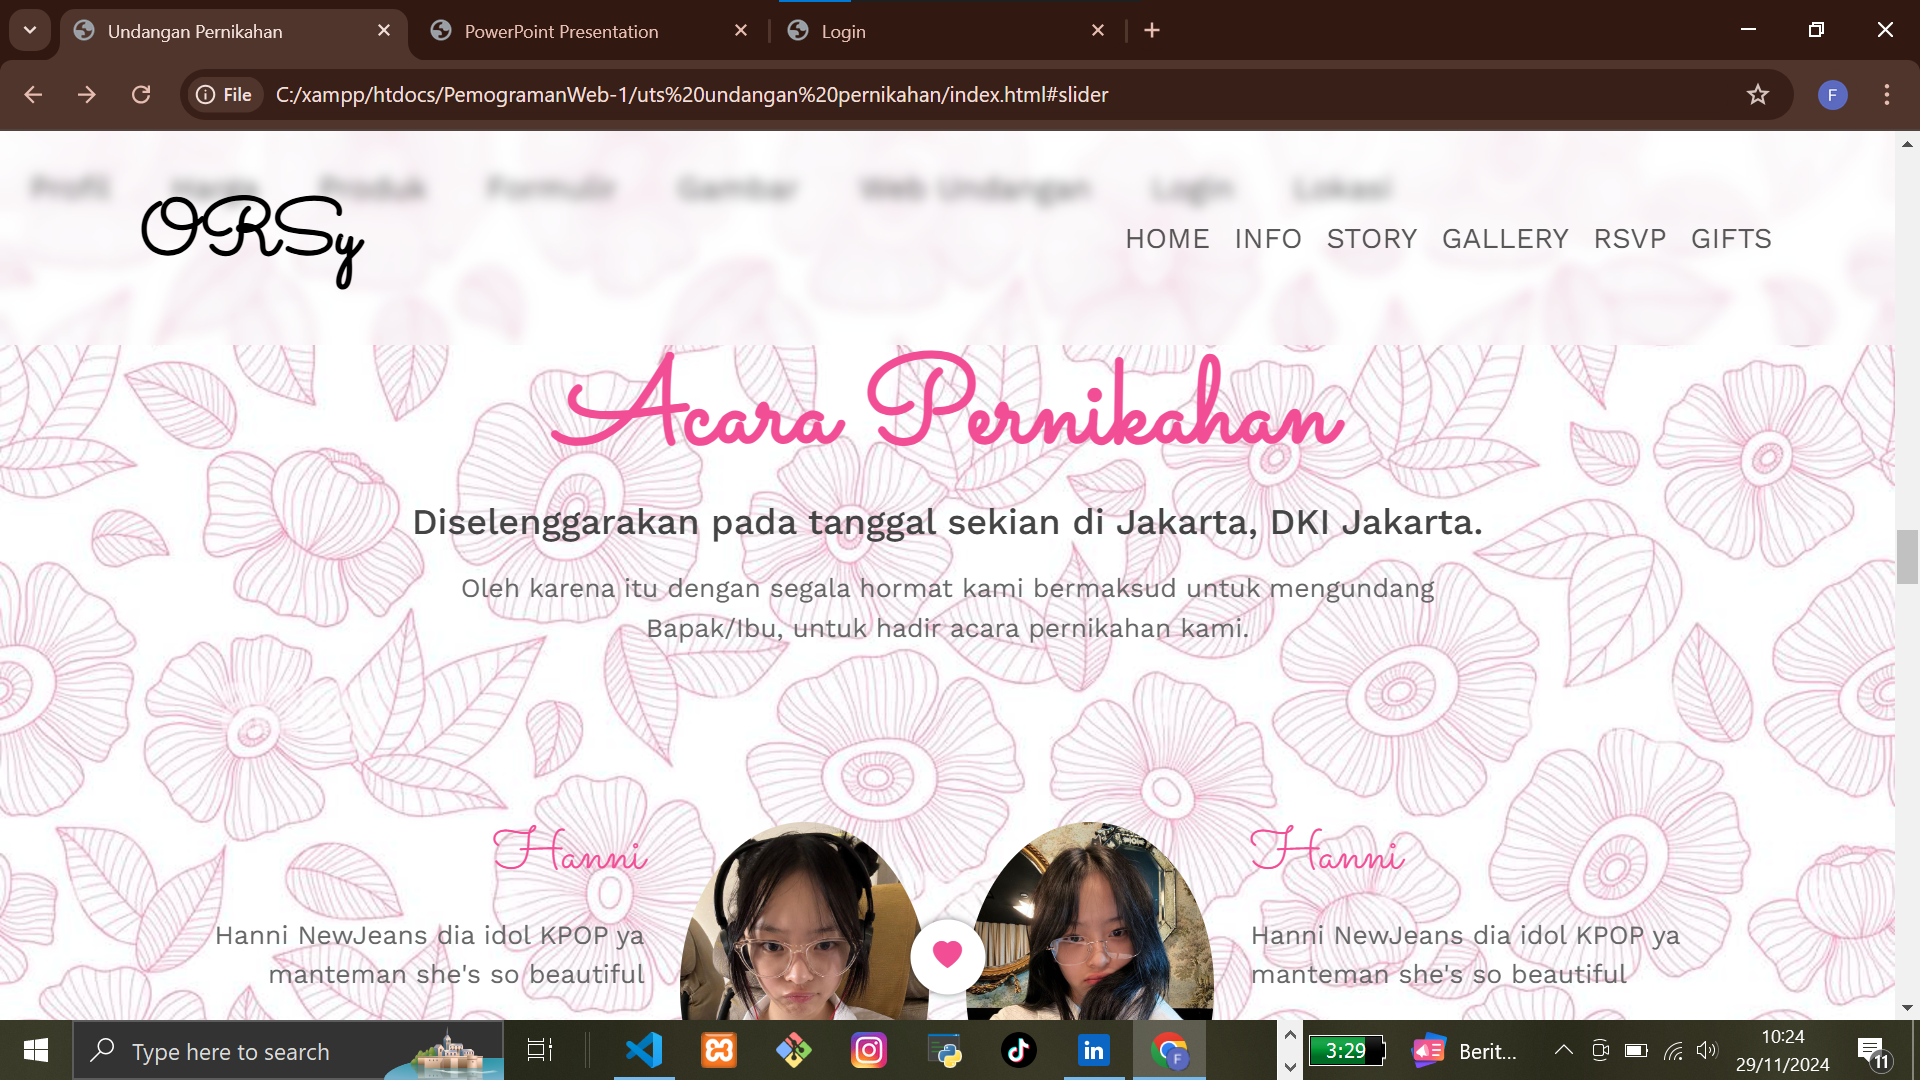 Undangan Pernikahan
PowerPoint Presentation
Login
File
C:/xampp/htdocs/PemogramanWeb-1/uts%20undangan%20pernikahan/index.html#slider
F
Profil Harga Produk Formulir Gambar Web Undangan Login Lokasi
ORSy
HOME INFO STORY GALLERY RSVP GIFTS
Acara Pernikahan
Diselenggarakan pada tanggal sekian di Jakarta, DKI Jakarta.
Oleh karena itu dengan segala hormat kami bermaksud untuk mengundang
Bapak/Ibu, untuk hadir acara pernikahan kami.
Hanni
Hanni NewJeans dia idol KPOP ya
manteman she's so beautiful
Hanni
Hanni NewJeans dia idol KPOP ya
manteman she's so beautiful
Type here to search
in
F
3:29
Berit...
10:24
29/11/2024
11